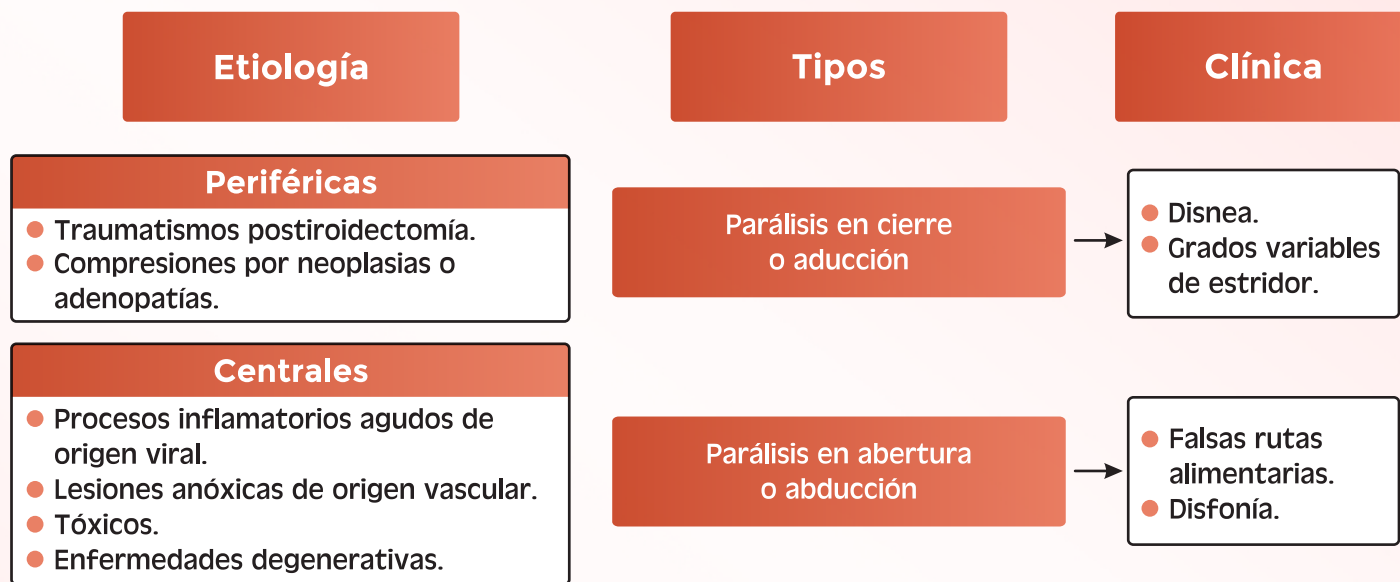 Etiología
Tipos
Clínica
Periféricas
Traumatismos postiroidectomía.
Compresiones por neoplasias o
adenopatías.
Parálisis en cierre
o aducción
Disnea.
Grados variables
de estridor.
Centrales
Procesos inflamatorios agudos de
origen viral.
Lesiones anóxicas de origen vascular.
Tóxicos.
Enfermedades degenerativas.
Parálisis en abertura
o abducción
Falsas rutas
alimentarias.
Disfonía.